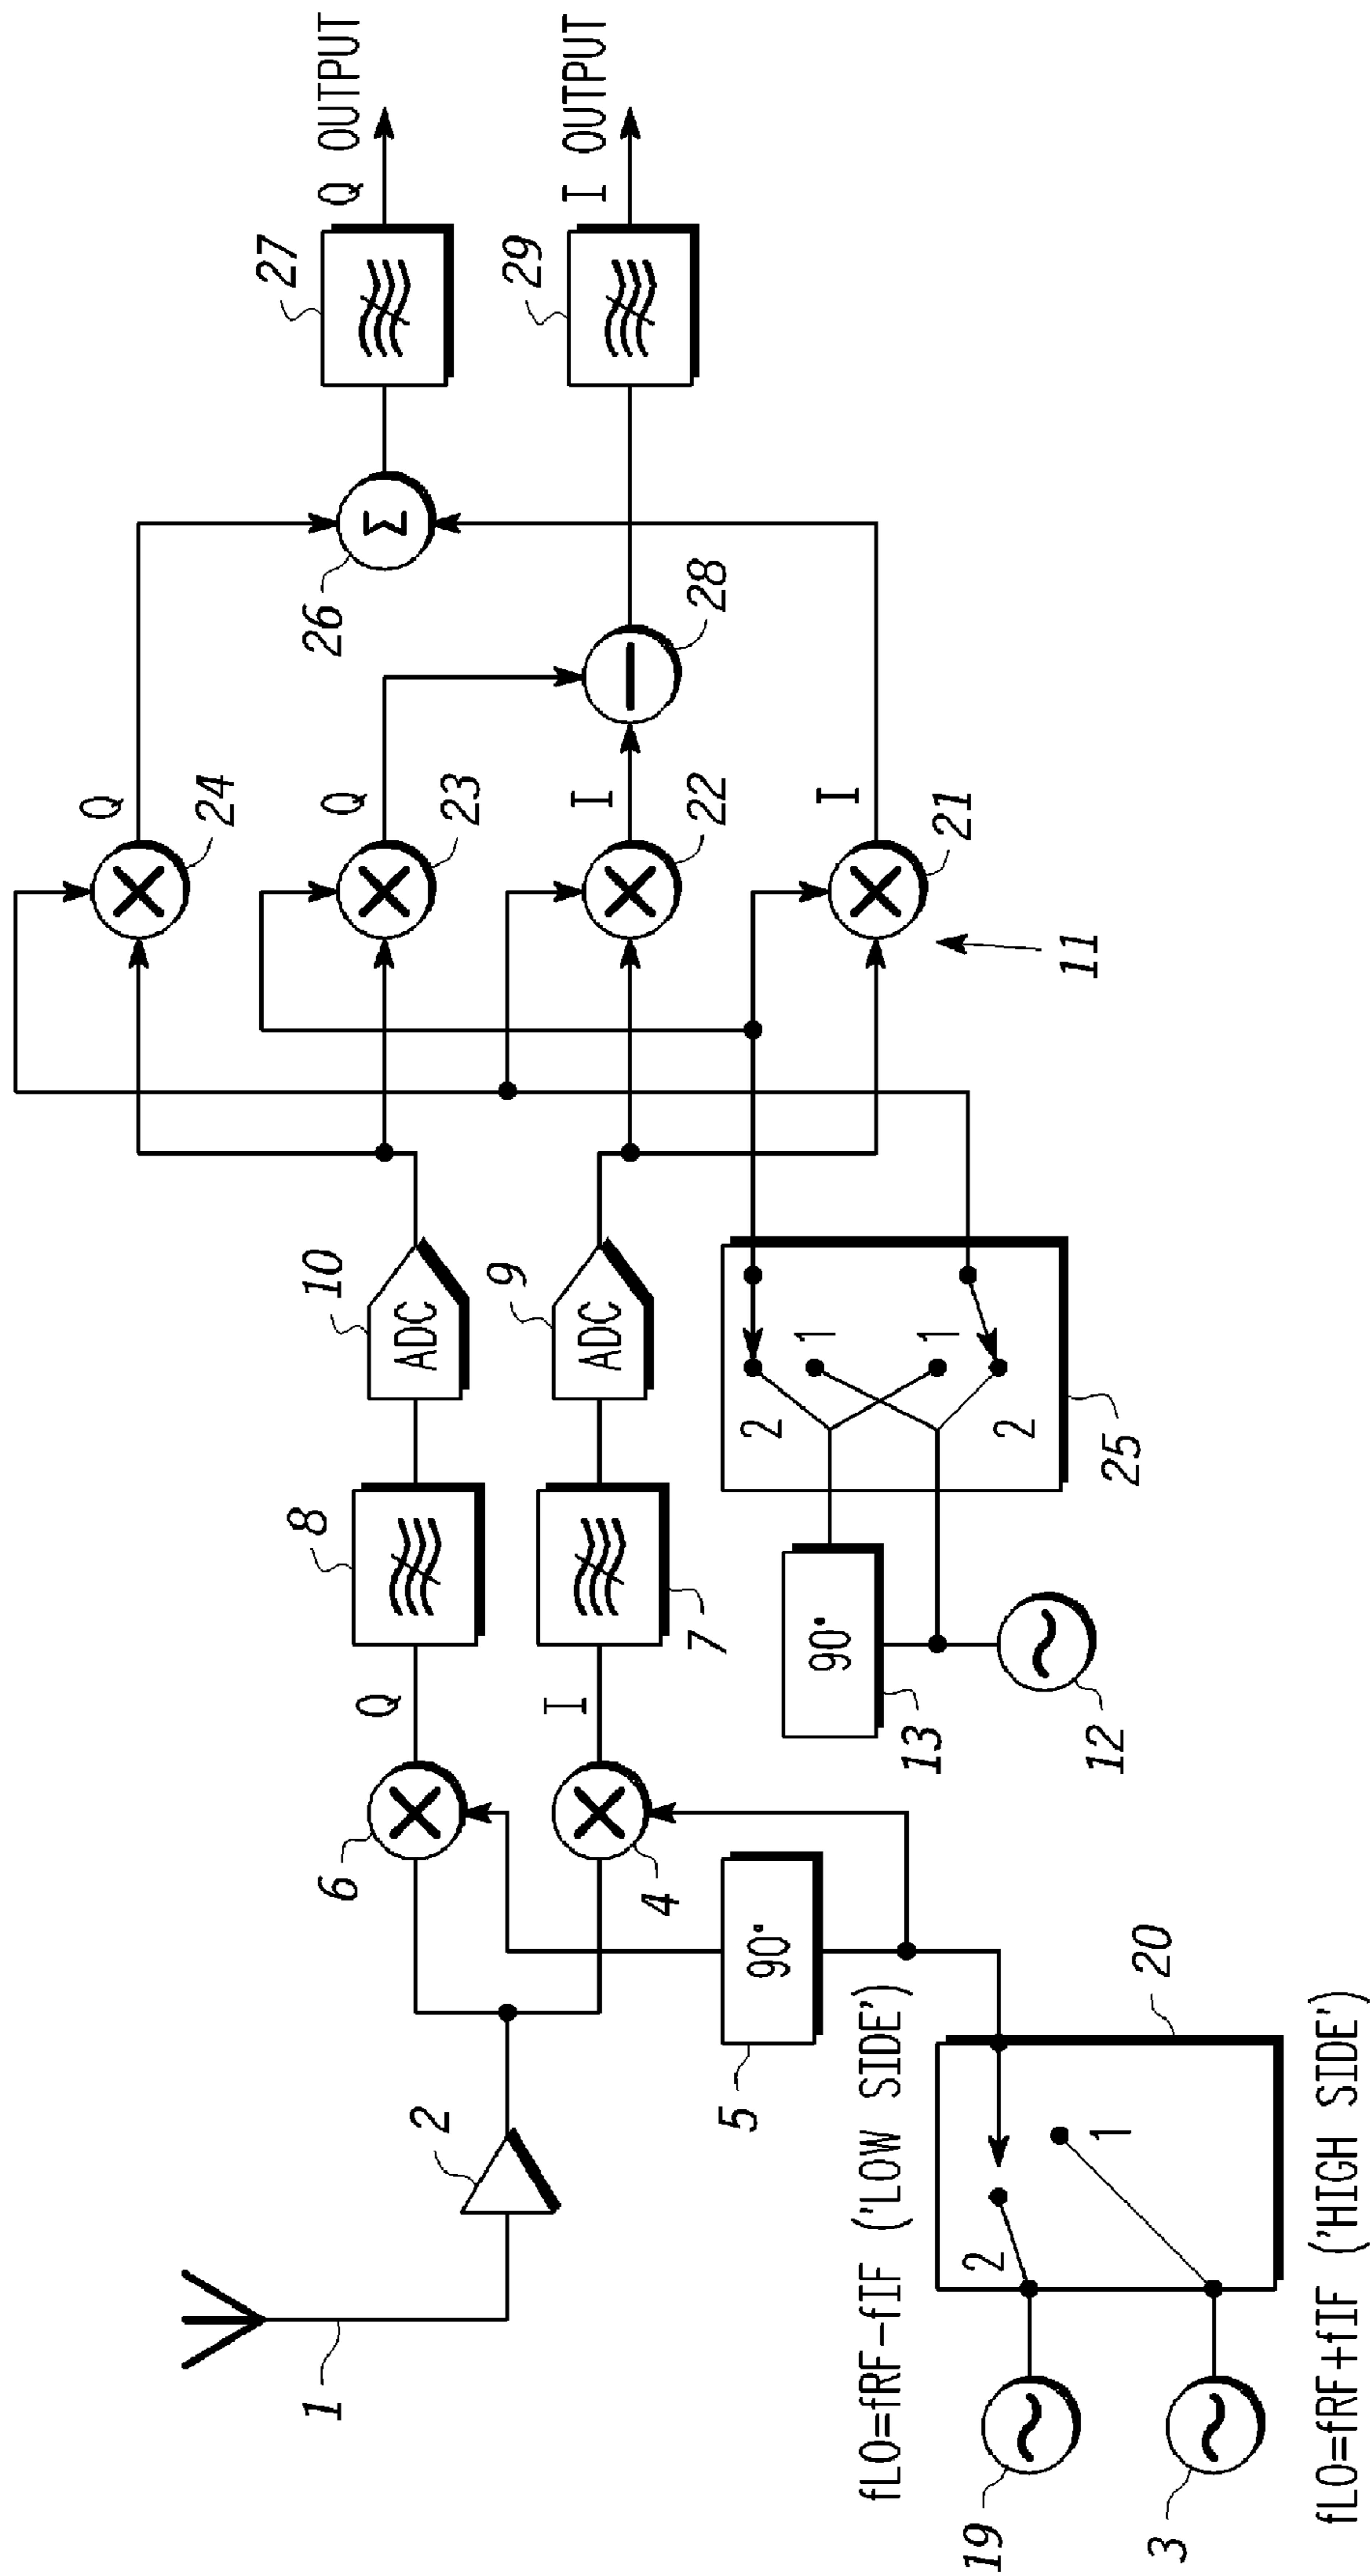 1
2
19
3
fLO=fRF-fIF ('LOW SIDE')
fLO=fRF+fIF ('HIGH SIDE')
2
1
20
5
90°
6
4
Q
I
8
7
10
ADC
9
ADC
13
90°
12
2
1
1
2
25
11
Q
24
Q
23
I
22
I
21
26
Σ
28
27
29
Q OUTPUT
I OUTPUT